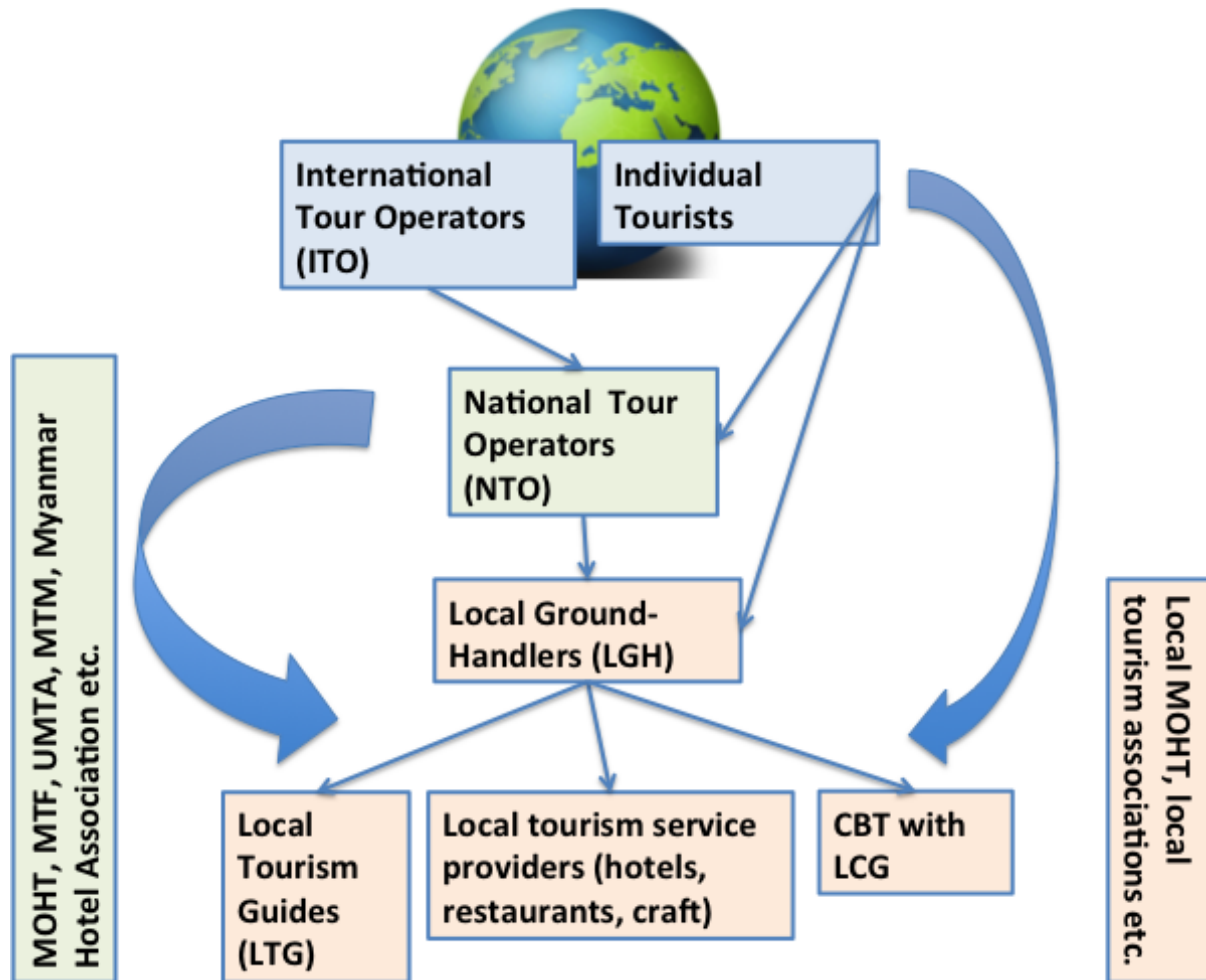 International
Tour Operators
(ITO)
Individual
Tourists
National Tour
Operators
(NTO)
Local Ground-
Handlers (LGH)
Local
Tourism
Guides
(LTG)
Local tourism service
providers (hotels,
restaurants, craft)
CBT with
LCG
MOHT, MTF, UMTA, MTM, Myanmar
Hotel Association etc.
Local MOHT, local
tourism associations etc.